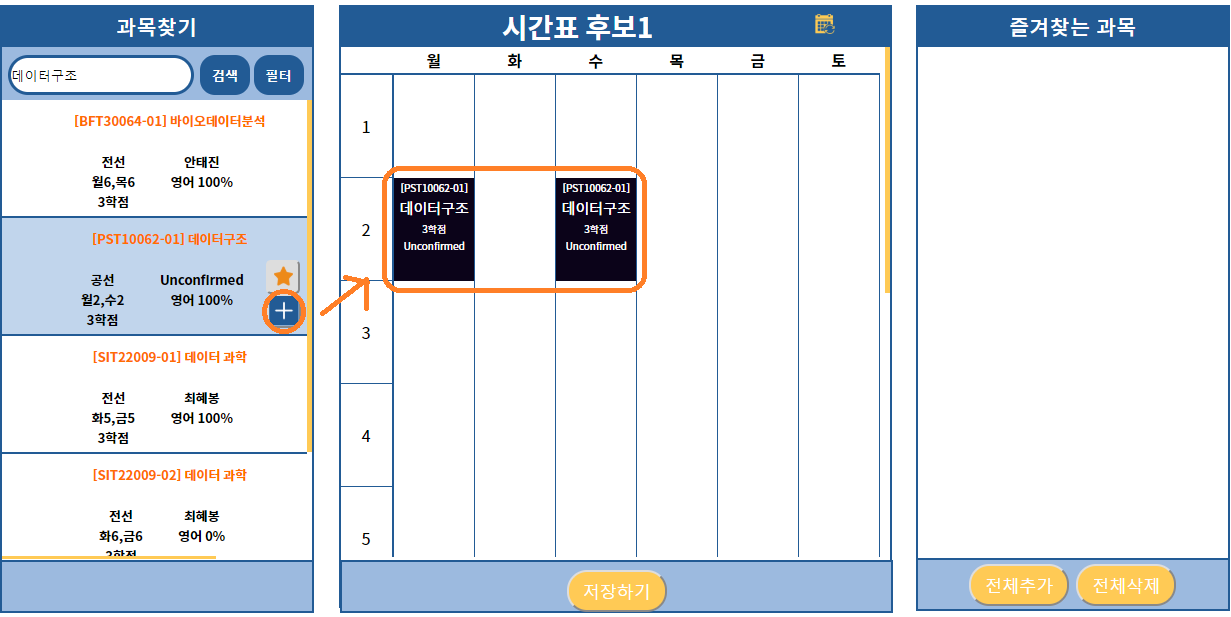 과목찾기
데이터구조
검색
필터
[BFT30064-01] 바이오데이터분석
전선 안태진
월6,목6 영어 100%
3학점
[PST10062-01] 데이터구조
공선 Unconfirmed
월2,수2 영어 100%
3학점
[SIT22009-01] 데이터 과학
전선 최혜봉
화5,금5 영어 100%
3학점
[SIT22009-02] 데이터 과학
전선 최혜봉
화6,금6 영어 0%
3학점
시간표 후보1
월 화 수 목 금 토
1
2
[PST10062-01]
데이터구조
3학점
Unconfirmed
[PST10062-01]
데이터구조
3학점
Unconfirmed
3
4
5
저장하기
즐겨찾는 과목
전체추가
전체삭제